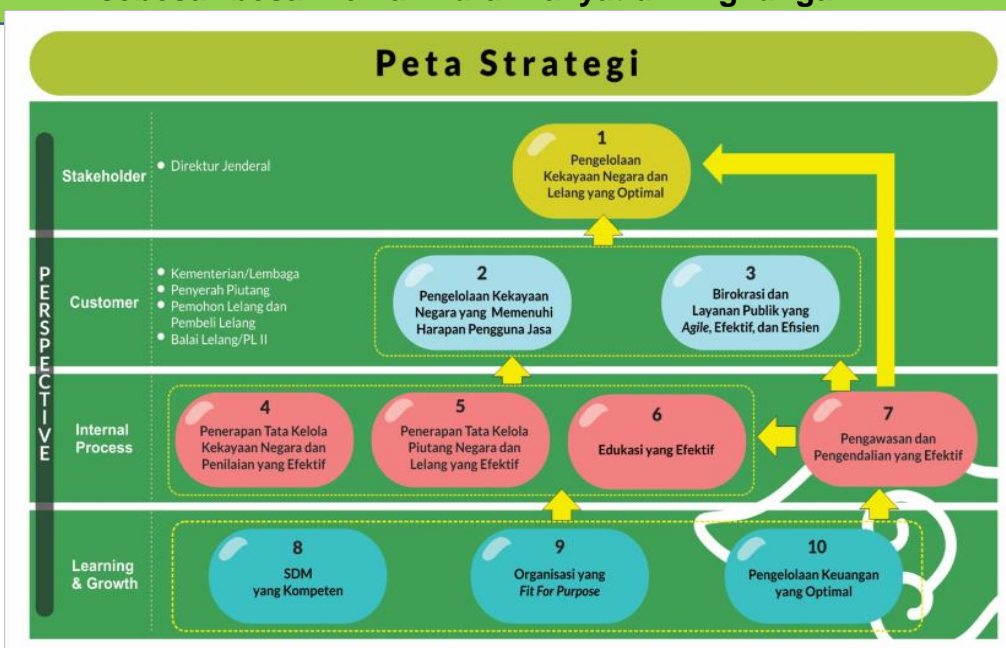 Peta Strategi
PERSPECTIVE
Stakeholder
Direktur Jenderal
1
Pengelolaan
Kekayaan Negara dan
Lelang yang Optimal
Customer
Kementerian/Lembaga
Penyerah Piutang
Pemohon Lelang dan
Pembeli Lelang
Balai Lelang/PL II
2
Pengelolaan Kekayaan
Negara yang Memenuhi
Harapan Pengguna Jasa
3
Birokrasi dan
Layanan Publik yang
Agile, Efektif, dan Efisien
Internal
Process
4
Penerapan Tata Kelola
Kekayaan Negara dan
Penilaian yang Efektif
5
Penerapan Tata Kelola
Piutang Negara dan
Lelang yang Efektif
6
Edukasi yang Efektif
7
Pengawasan dan
Pengendalian yang Efektif
Learning
& Growth
8
SDM
yang Kompeten
9
Organisasi yang
Fit For Purpose
10
Pengelolaan Keuangan
yang Optimal